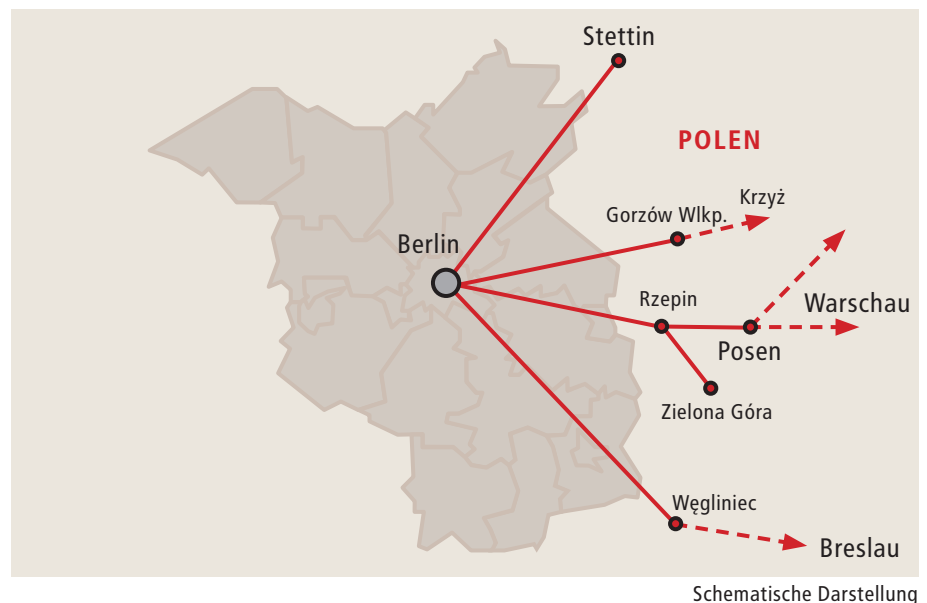 Stettin
POLEN
Krzyż
Gorzów Wlkp.
Berlin
Rzepin
Warschau
Posen
Zielona Góra
Węgliniec
Breslau
Schematische Darstellung